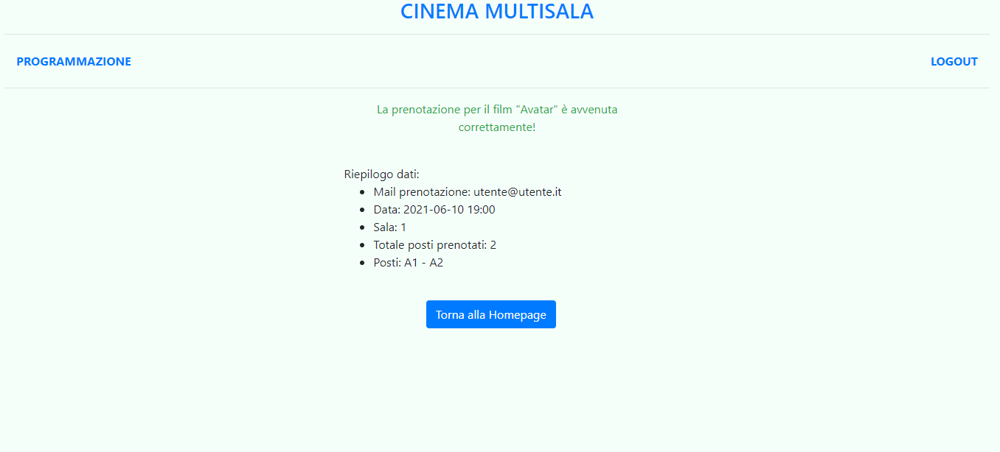 CINEMA MULTISALA
PROGRAMMAZIONE
LOGOUT
La prenotazione per il film "Avatar" è avvenuta
correttamente!
Riepilogo dati:
Mail prenotazione: utente@utente.it
Data: 2021-06-10 19:00
Sala: 1
Totale posti prenotati: 2
Posti: A1 - A2
Torna alla Homepage